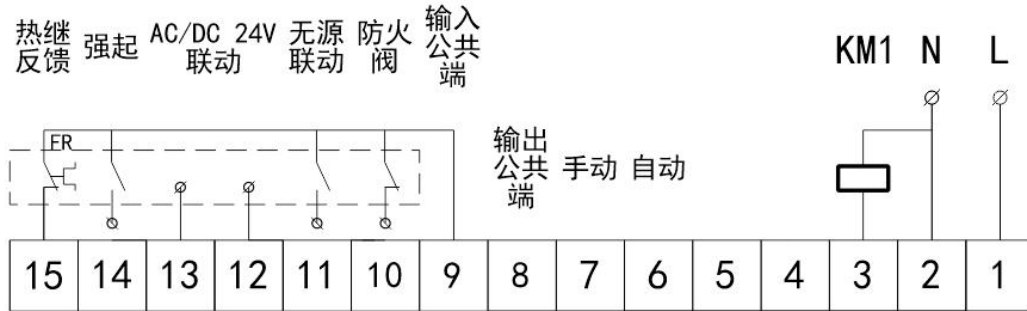 热继
反馈
强起
AC/DC 24V
联动
无源
联动
防火
阀
输入
公共
端
KM1 N L
FR
输出
公共
端
手动 自动
15 14 13 12 11 10 9 8 7 6 5 4 3 2 1